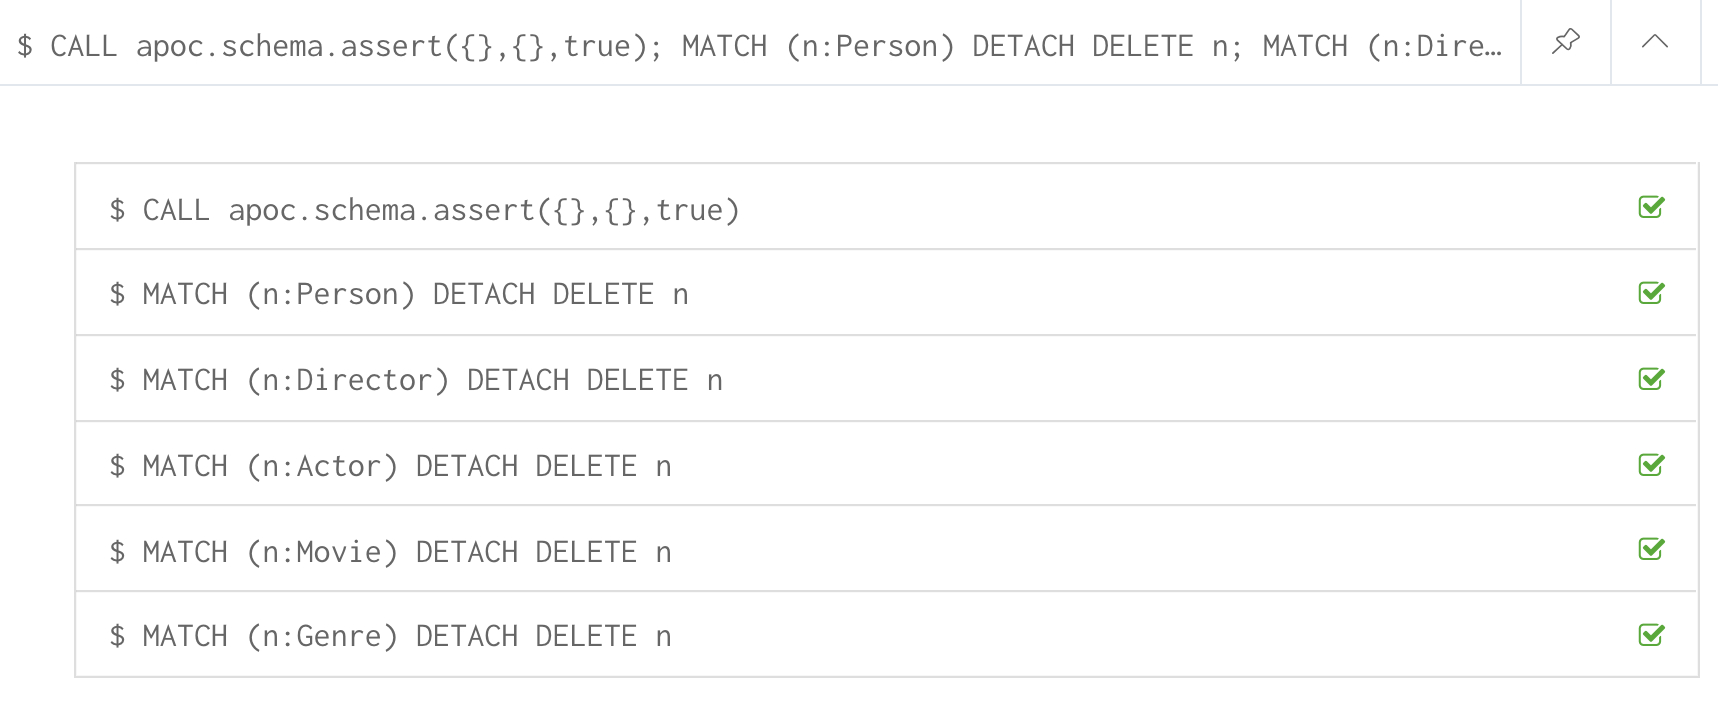 $ CALL apoc.schema.assert({},{},true); MATCH (n:Person) DETACH DELETE n; MATCH (n:Dire…
$ CALL apoc.schema.assert({},{},true)
$ MATCH (n:Person) DETACH DELETE n
$ MATCH (n:Director) DETACH DELETE n
$ MATCH (n:Actor) DETACH DELETE n
$ MATCH (n:Movie) DETACH DELETE n
$ MATCH (n:Genre) DETACH DELETE n